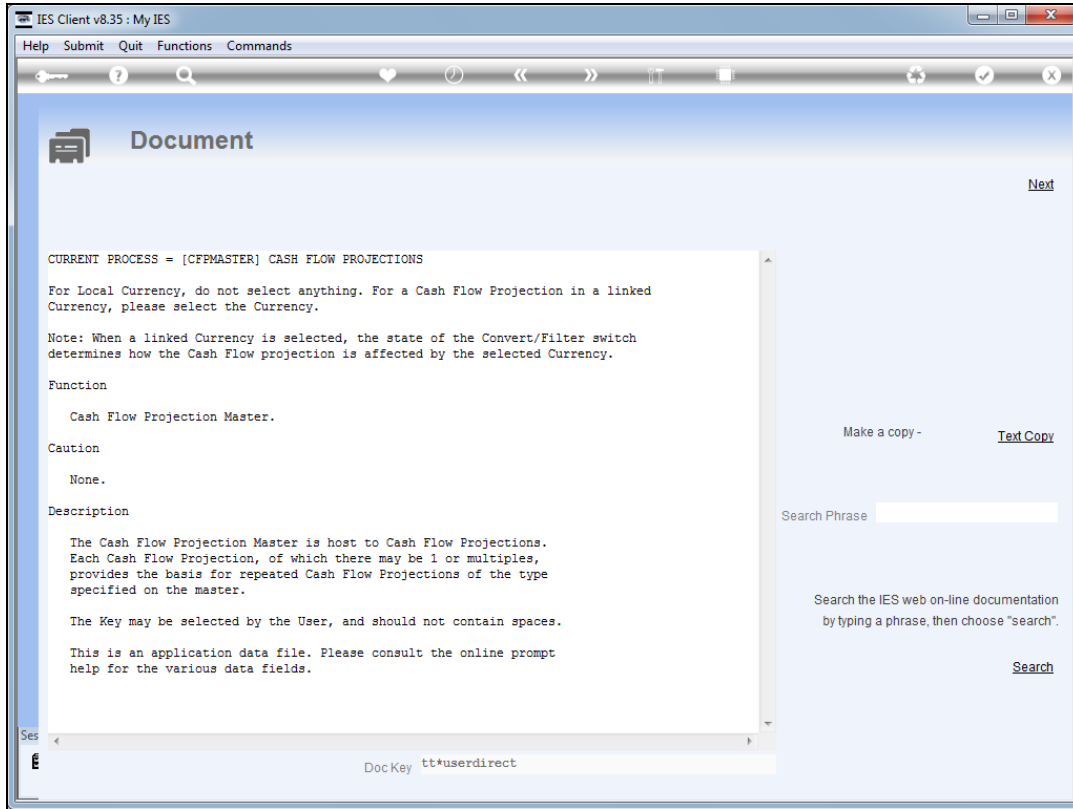 IES Client v8.35 : My IES
Help Submit Quit Functions Commands
Document
Next
CURRENT PROCESS = [CFPMASTER] CASH FLOW PROJECTIONS
For Local Currency, do not select anything. For a Cash Flow Projection in a linked
Currency, please select the Currency.
Note: When a linked Currency is selected, the state of the Convert/Filter switch
determines how the Cash Flow projection is affected by the selected Currency.
Function
Cash Flow Projection Master.
Caution
None.
Description
The Cash Flow Projection Master is host to Cash Flow Projections.
Each Cash Flow Projection, of which there may be 1 or multiples,
provides the basis for repeated Cash Flow Projections of the type
specified on the master.
The Key may be selected by the User, and should not contain spaces.
This is an application data file. Please consult the online prompt
help for the various data fields.
Make a copy - Text Copy
Search Phrase
Search the IES web on-line documentation
by typing a phrase, then choose "search".
Search
Ses
Doc Key tt*userdirect